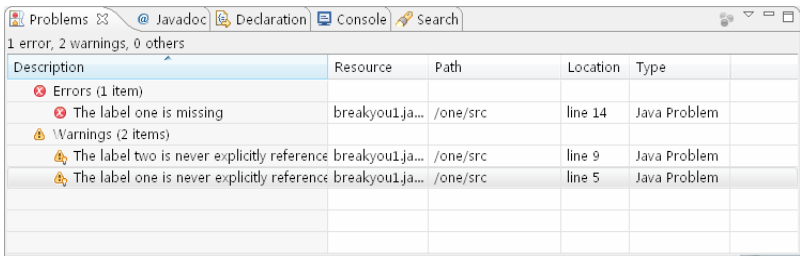 Problems @ Javadoc Declaration Console Search
1 error, 2 warnings, 0 others
Description Resource Path Location Type
Errors (1 item)
The label one is missing breakyou1.ja... /one/src line 14 Java Problem
Warnings (2 items)
The label two is never explicitly reference breakyou1.ja... /one/src line 9 Java Problem
The label one is never explicitly reference breakyou1.ja... /one/src line 5 Java Problem